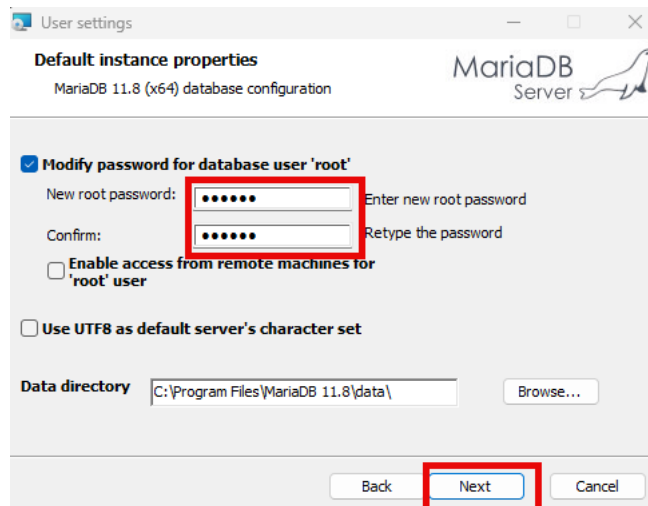 User settings
Default instance properties
MariaDB 11.8 (x64) database configuration
MariaDB
Server
Modify password for database user 'root'
New root password: •••••• Enter new root password
Confirm: •••••• Retype the password
Enable access from remote machines for
'root' user
Use UTF8 as default server's character set
Data directory C:\Program Files\MariaDB 11.8\data\ Browse...
Back Next Cancel